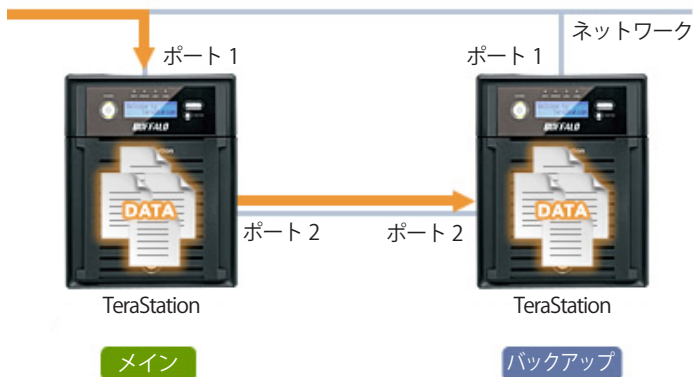 ネットワーク
ポート 1
ポート 1
BUFFALO
BUFFALO
DATA
DATA
ポート 2
ポート 2
TeraStation
TeraStation
メイン
バックアップ